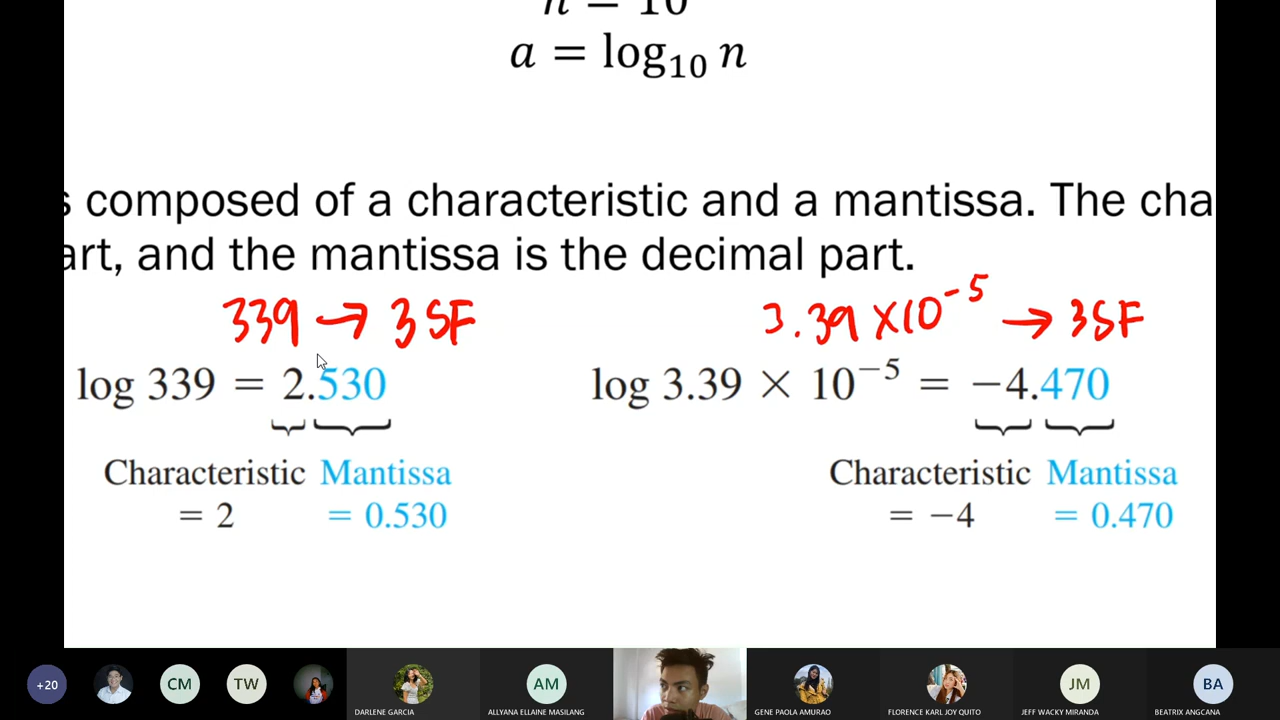 a = log₁₀ n
s composed of a characteristic and a mantissa. The cha
art, and the mantissa is the decimal part.
339 → 3 SF
3.39 × 10⁻⁵ → 3SF
log 339 = 2.530
log 3.39 × 10⁻⁵ = −4.470
Characteristic Mantissa
= 2 = 0.530
Characteristic Mantissa
= −4 = 0.470
+20
CM
TW
DARLENE GARCIA
AM
ALLYANA ELLAINE MASILANG
GENE PAOLA AMURAO
FLORENCE KARL JOY QUITO
JM
JEFF WACKY MIRANDA
BA
BEATRIX ANGCANA